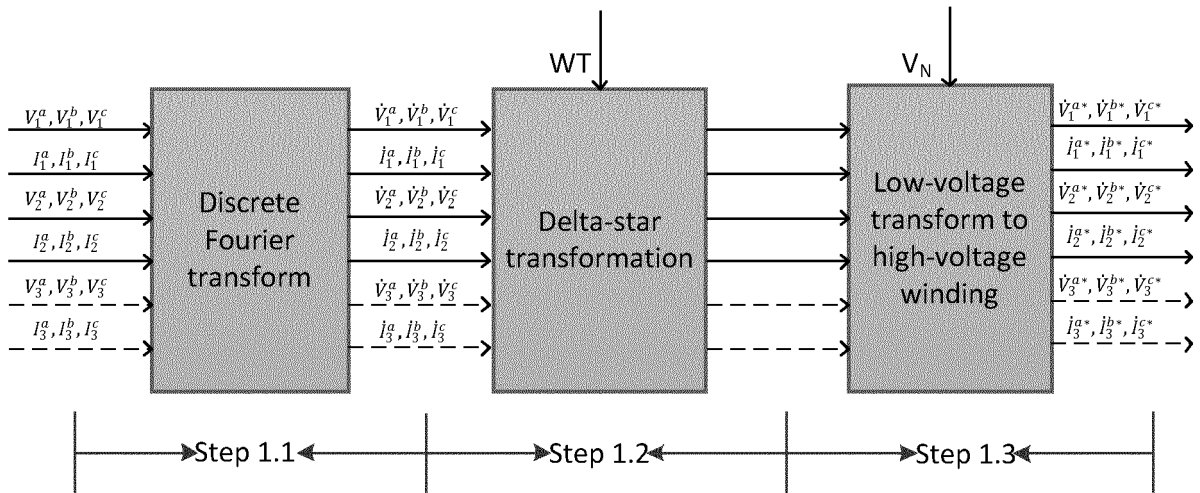 WT
V_N
V_1^a, V_1^b, V_1^c
I_1^a, I_1^b, I_1^c
V_2^a, V_2^b, V_2^c
I_2^a, I_2^b, I_2^c
V_3^a, V_3^b, V_3^c
I_3^a, I_3^b, I_3^c
Discrete
Fourier
transform
V̇_1^a, V̇_1^b, V̇_1^c
İ_1^a, İ_1^b, İ_1^c
V̇_2^a, V̇_2^b, V̇_2^c
İ_2^a, İ_2^b, İ_2^c
V̇_3^a, V̇_3^b, V̇_3^c
İ_3^a, İ_3^b, İ_3^c
Delta-star
transformation
Low-voltage
transform to
high-voltage
winding
V̇_1^{a*}, V̇_1^{b*}, V̇_1^{c*}
İ_1^{a*}, İ_1^{b*}, İ_1^{c*}
V̇_2^{a*}, V̇_2^{b*}, V̇_2^{c*}
İ_2^{a*}, İ_2^{b*}, İ_2^{c*}
V̇_3^{a*}, V̇_3^{b*}, V̇_3^{c*}
İ_3^{a*}, İ_3^{b*}, İ_3^{c*}
Step 1.1
Step 1.2
Step 1.3